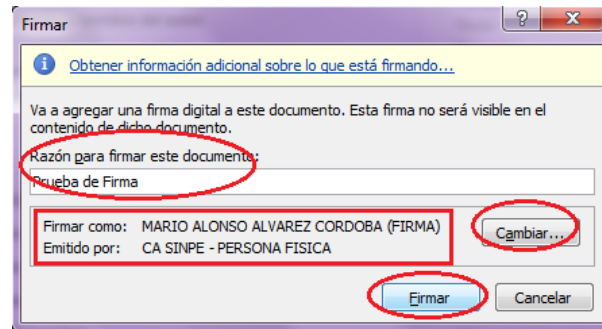 Firmar
Obtener información adicional sobre lo que está firmando...
Va a agregar una firma digital a este documento. Esta firma no será visible en el
contenido de dicho documento.
Razón para firmar este documento:
Prueba de Firma
Firmar como: MARIO ALONSO ALVAREZ CORDOBA (FIRMA)
Cambiar...
Emitido por: CA SINPE - PERSONA FISICA
Firmar Cancelar